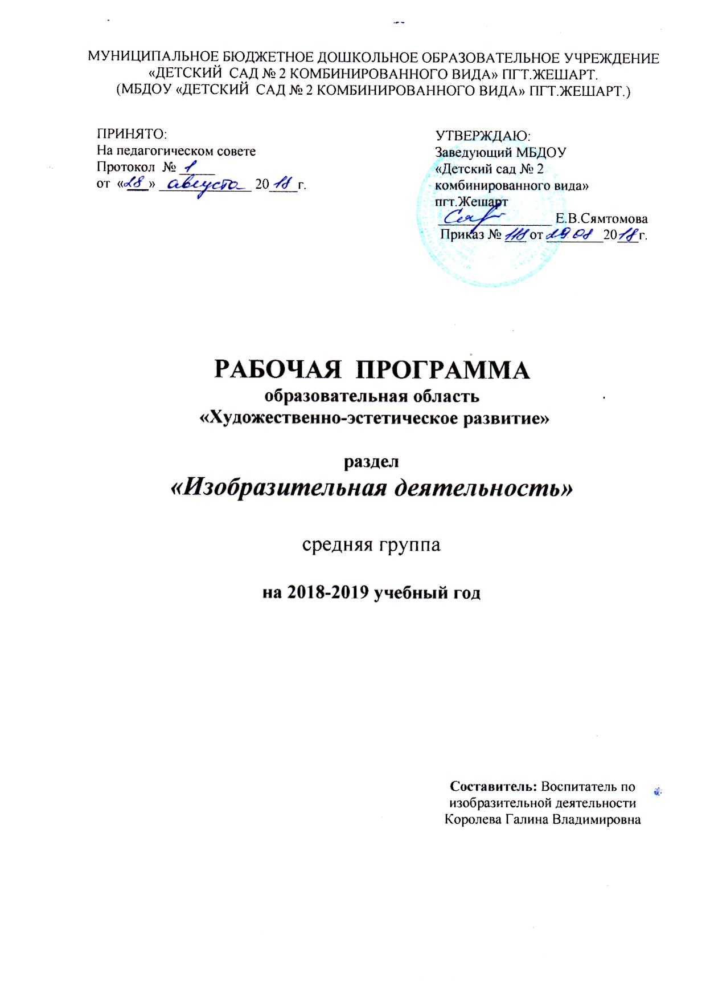 МУНИЦИПАЛЬНОЕ БЮДЖЕТНОЕ ДОШКОЛЬНОЕ ОБРАЗОВАТЕЛЬНОЕ УЧРЕЖДЕНИЕ
«ДЕТСКИЙ САД № 2 КОМБИНИРОВАННОГО ВИДА» ПГТ.ЖЕШАРТ.
(МБДОУ «ДЕТСКИЙ САД № 2 КОМБИНИРОВАННОГО ВИДА» ПГТ.ЖЕШАРТ.)
ПРИНЯТО:
На педагогическом совете
Протокол № 1
от «28» августа 2018г.
УТВЕРЖДАЮ:
Заведующий МБДОУ
«Детский сад № 2
комбинированного вида»
пгт.Жешарт
Е.В.Сямтомова
Приказ № 118 от 29.08 2018г.
РАБОЧАЯ ПРОГРАММА
образовательная область
«Художественно-эстетическое развитие»
раздел
«Изобразительная деятельность»
средняя группа
на 2018-2019 учебный год
Составитель: Воспитатель по
изобразительной деятельности
Королева Галина Владимировна